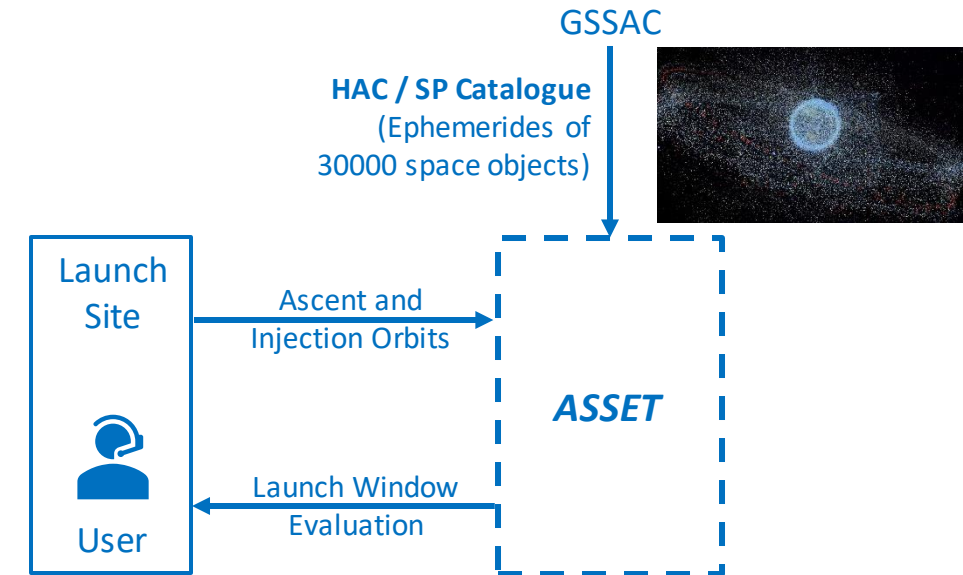 GSSAC
HAC / SP Catalogue
(Ephemerides of
30000 space objects)
Launch
Site
Ascent and
Injection Orbits
ASSET
Launch Window
Evaluation
User